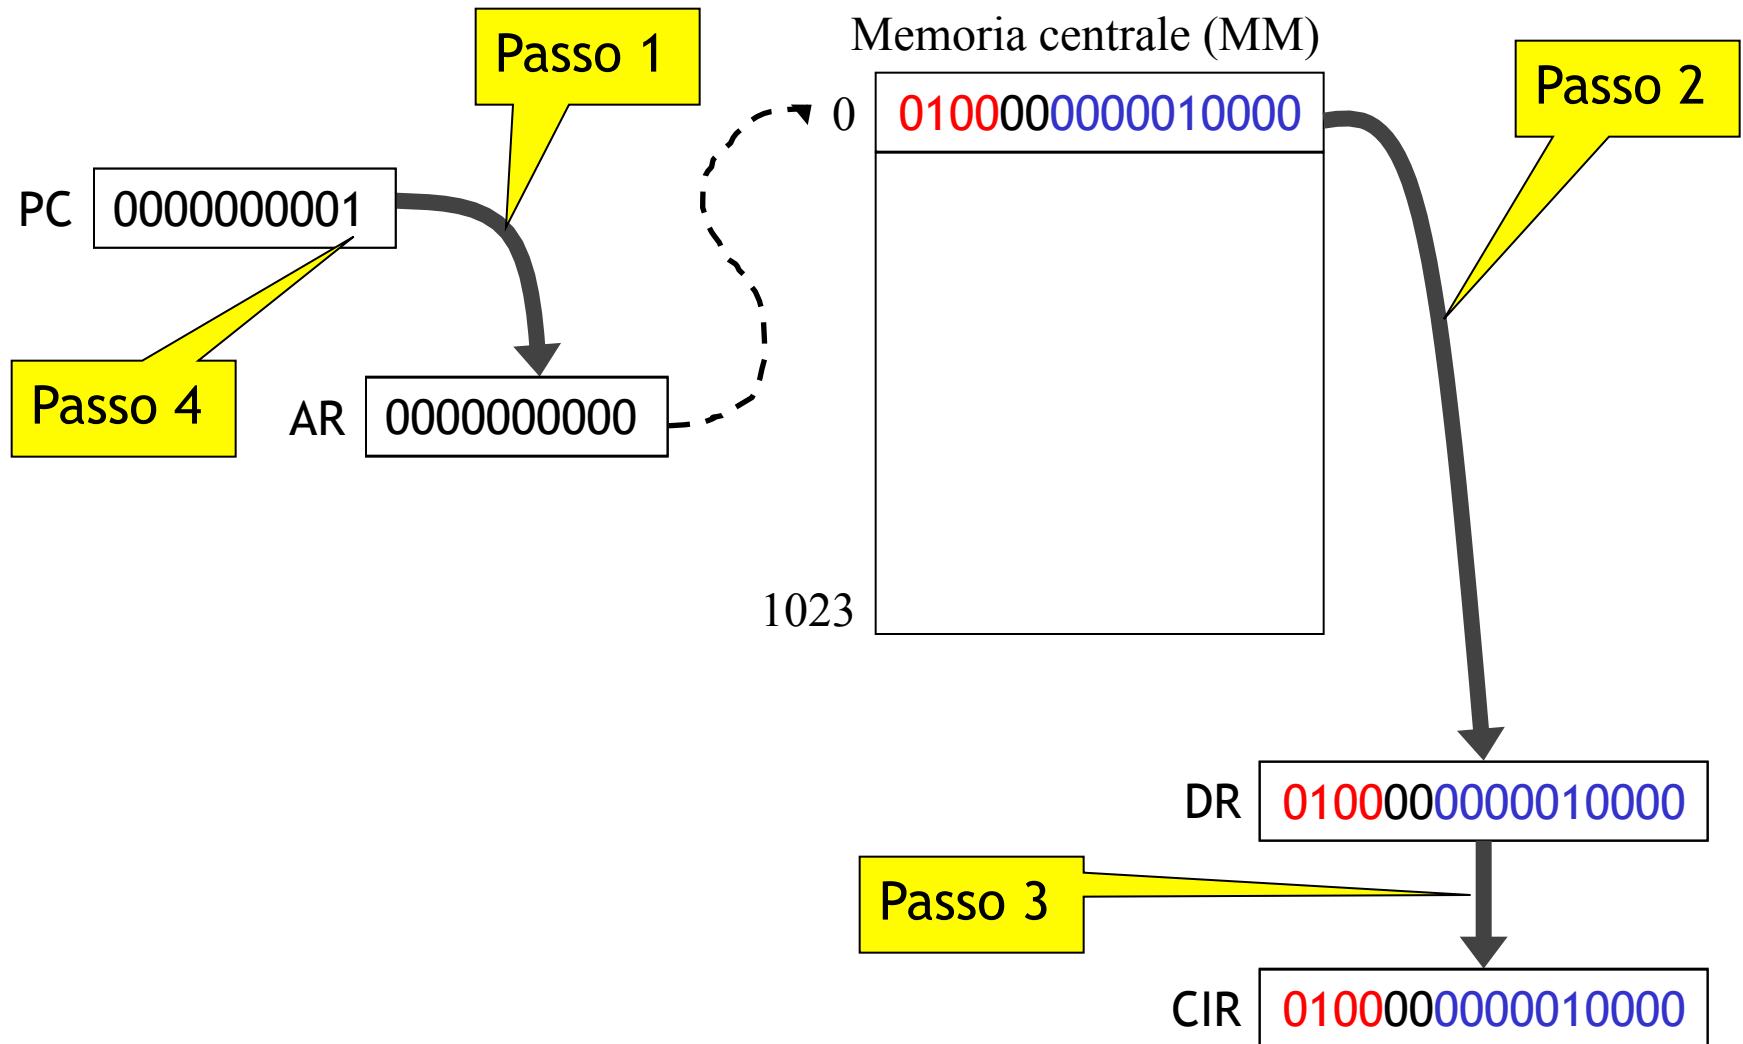 Passo 1
Memoria centrale (MM)
Passo 2
0 0100000000010000
PC 0000000001
Passo 4
AR 0000000000
1023
DR 0100000000010000
Passo 3
CIR 0100000000010000